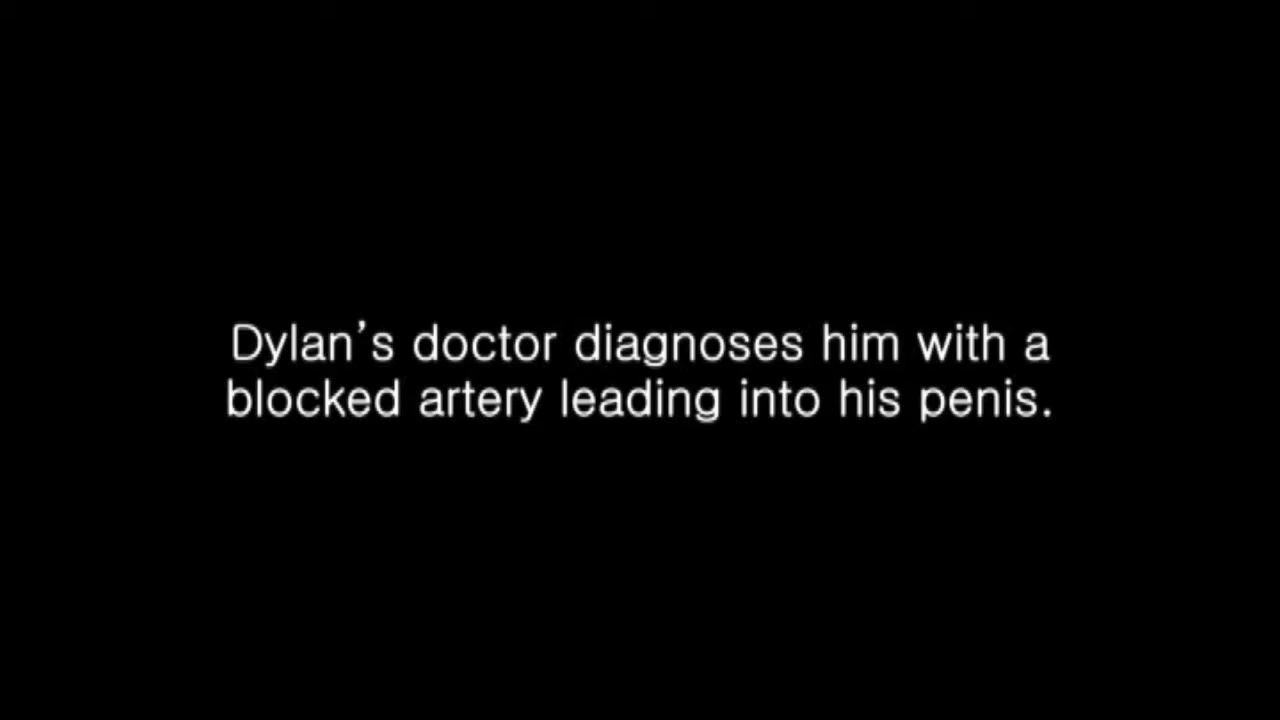 Dylan’s doctor diagnoses him with a
blocked artery leading into his penis.